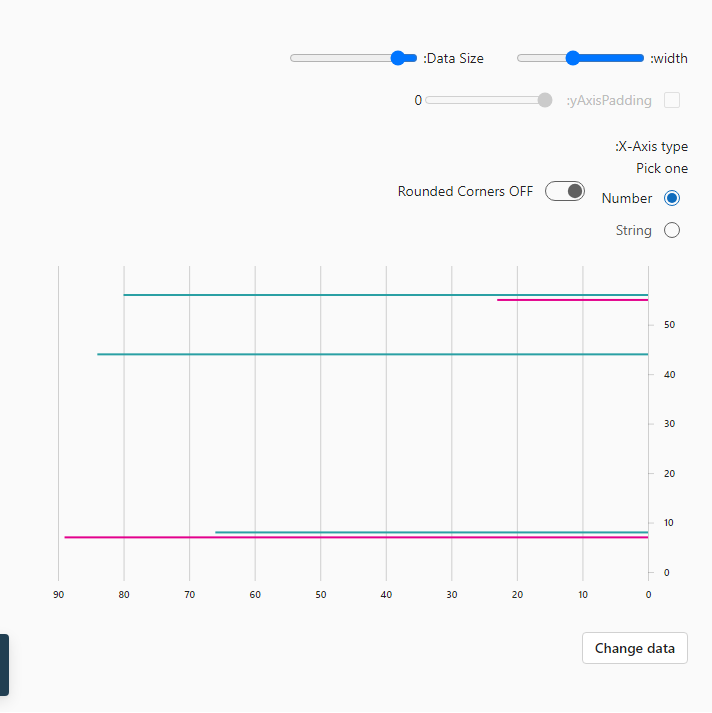 width:
Data Size:
yAxisPadding:
0
X-Axis type:
Pick one
Number
Rounded Corners OFF
String
50
40
30
20
10
0
90 80 70 60 50 40 30 20 10 0
Change data